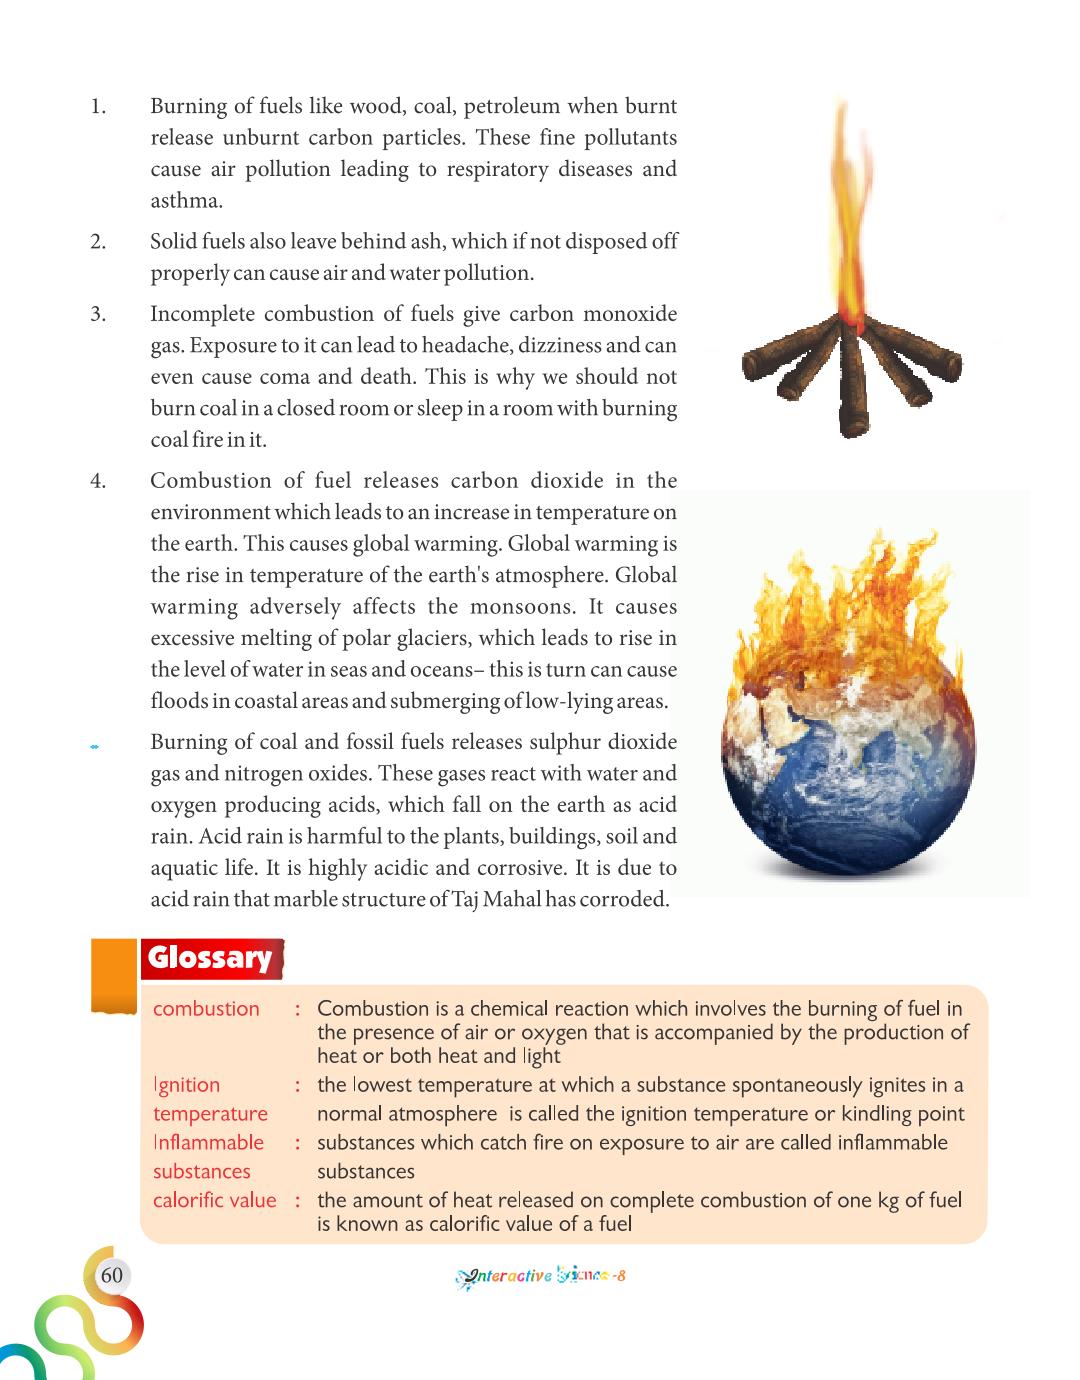 1. Burning of fuels like wood, coal, petroleum when burnt
release unburnt carbon particles. These fine pollutants
cause air pollution leading to respiratory diseases and
asthma.
2. Solid fuels also leave behind ash, which if not disposed off
properly can cause air and water pollution.
3. Incomplete combustion of fuels give carbon monoxide
gas. Exposure to it can lead to headache, dizziness and can
even cause coma and death. This is why we should not
burn coal in a closed room or sleep in a room with burning
coal fire in it.
4. Combustion of fuel releases carbon dioxide in the
environment which leads to an increase in temperature on
the earth. This causes global warming. Global warming is
the rise in temperature of the earth's atmosphere. Global
warming adversely affects the monsoons. It causes
excessive melting of polar glaciers, which leads to rise in
the level of water in seas and oceans– this is turn can cause
floods in coastal areas and submerging of low-lying areas.
Burning of coal and fossil fuels releases sulphur dioxide
gas and nitrogen oxides. These gases react with water and
oxygen producing acids, which fall on the earth as acid
rain. Acid rain is harmful to the plants, buildings, soil and
aquatic life. It is highly acidic and corrosive. It is due to
acid rain that marble structure of Taj Mahal has corroded.
Glossary
combustion : Combustion is a chemical reaction which involves the burning of fuel in
the presence of air or oxygen that is accompanied by the production of
heat or both heat and light
Ignition : the lowest temperature at which a substance spontaneously ignites in a
temperature normal atmosphere is called the ignition temperature or kindling point
Inflammable : substances which catch fire on exposure to air are called inflammable
substances substances
calorific value : the amount of heat released on complete combustion of one kg of fuel
is known as calorific value of a fuel
60
Interactive Science-8